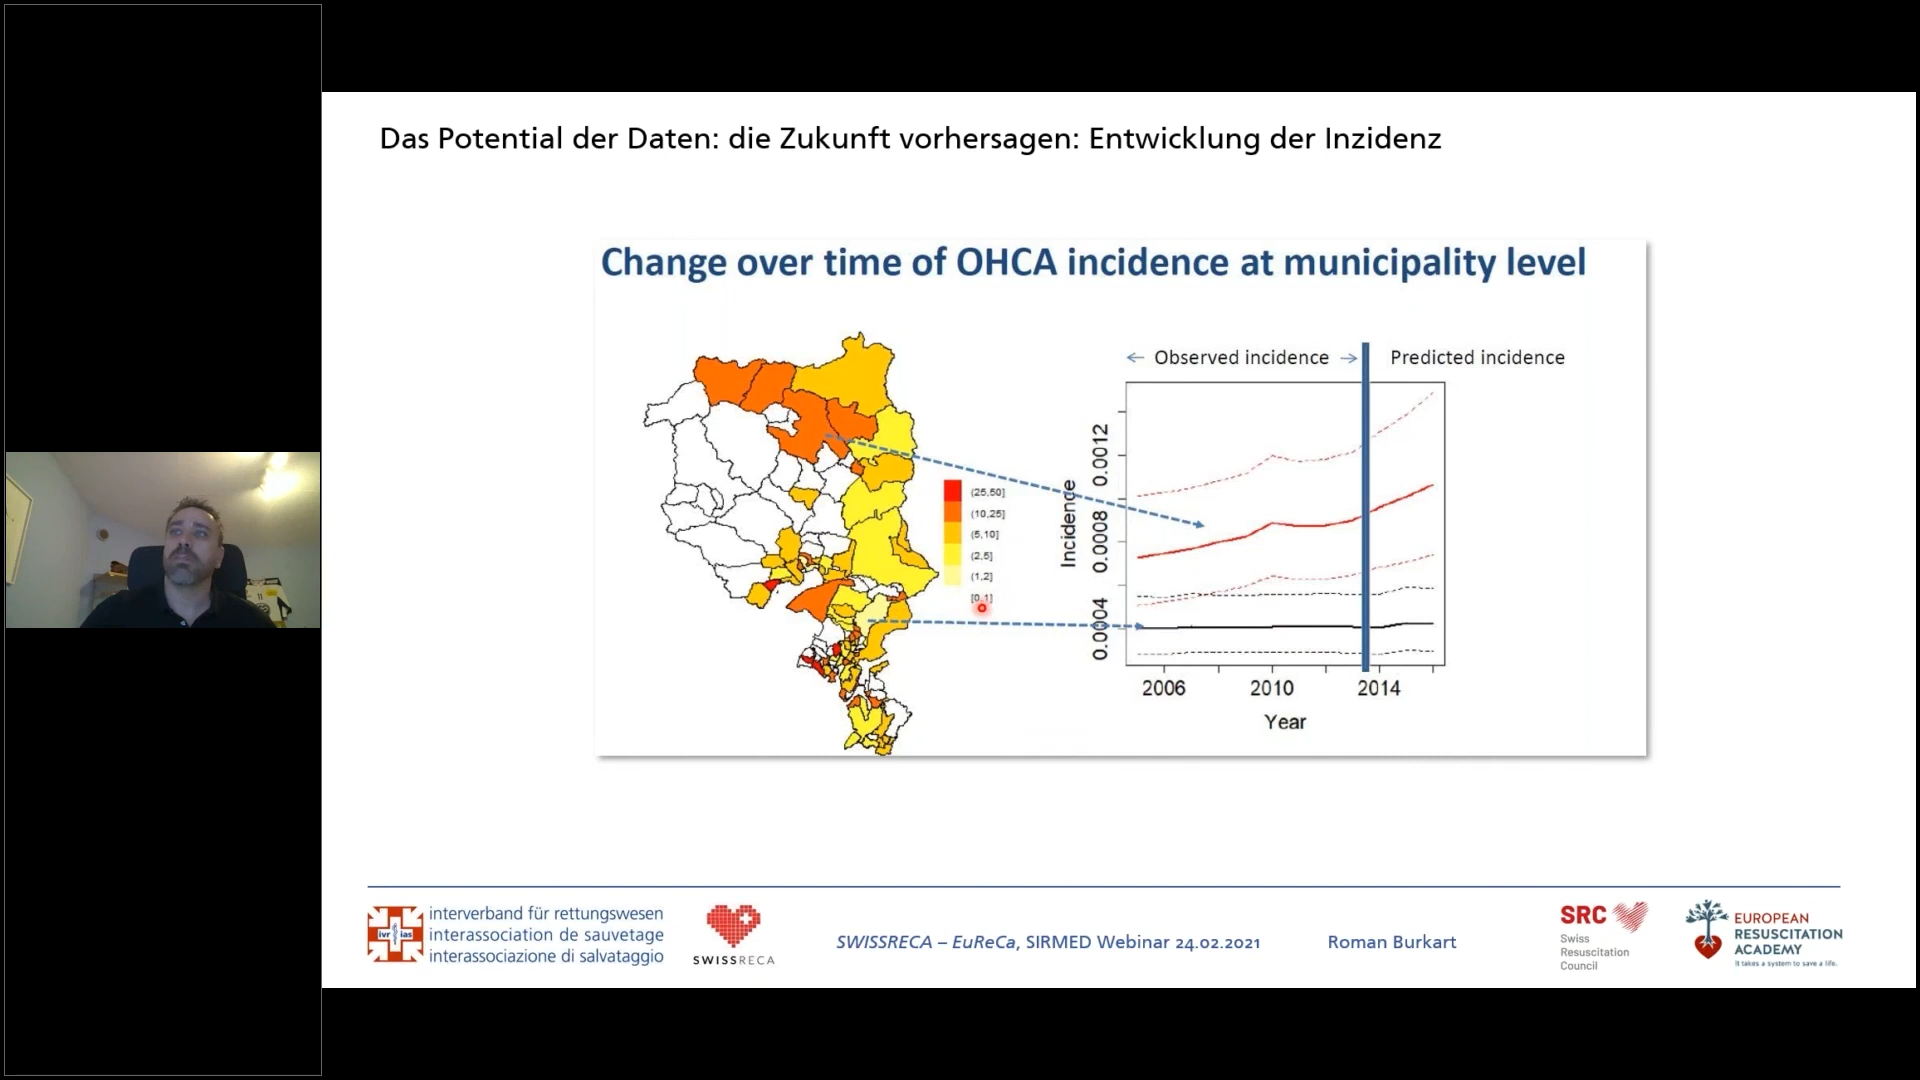 Das Potential der Daten: die Zukunft vorhersagen: Entwicklung der Inzidenz
Change over time of OHCA incidence at municipality level
(25,50]
(10,25]
(5,10]
(2,5]
(1,2]
[0,1]
← Observed incidence →
Predicted incidence
Incidence
0.0004
0.0008
0.0012
2006
2010
2014
Year
ivr ias
interverband für rettungswesen
interassociation de sauvetage
interassociazione di salvataggio
SWISSRECA
SWISSRECA – EuReCa, SIRMED Webinar 24.02.2021
Roman Burkart
SRC
Swiss
Resuscitation
Council
EUROPEAN
RESUSCITATION
ACADEMY
It takes a system to save a life.